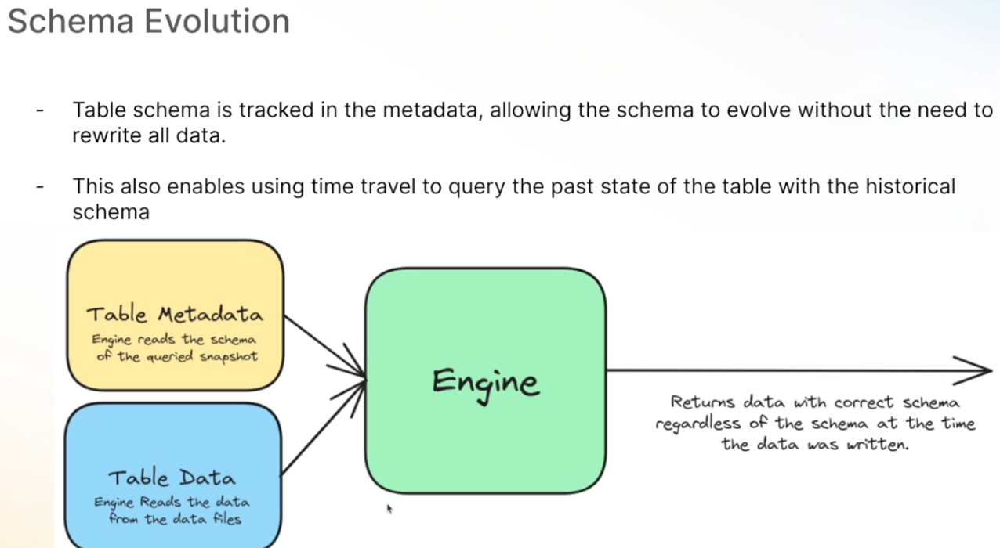 Schema Evolution
- Table schema is tracked in the metadata, allowing the schema to evolve without the need to
rewrite all data.
- This also enables using time travel to query the past state of the table with the historical
schema
Table Metadata
Engine reads the schema
of the queried snapshot
Table Data
Engine Reads the data
from the data files
Engine
Returns data with correct schema
regardless of the schema at the time
the data was written.